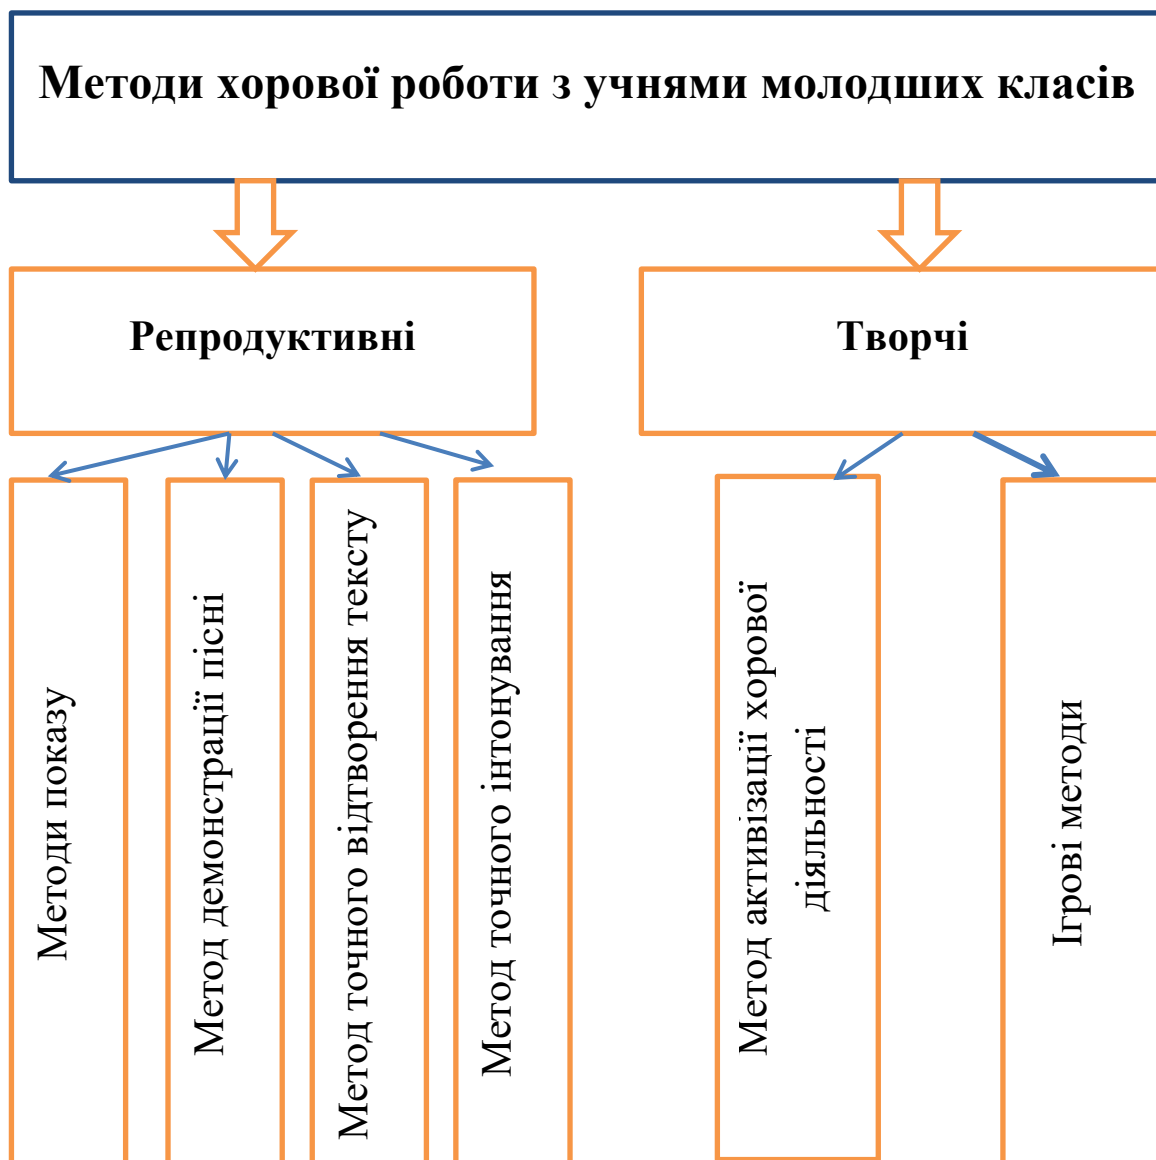 Методи хорової роботи з учнями молодших класів
Репродуктивні
Творчі
Методи показу
Метод демонстрації пісні
Метод точного відтворення тексту
Метод точного інтонування
Метод активізації хорової
діяльності
Ігрові методи